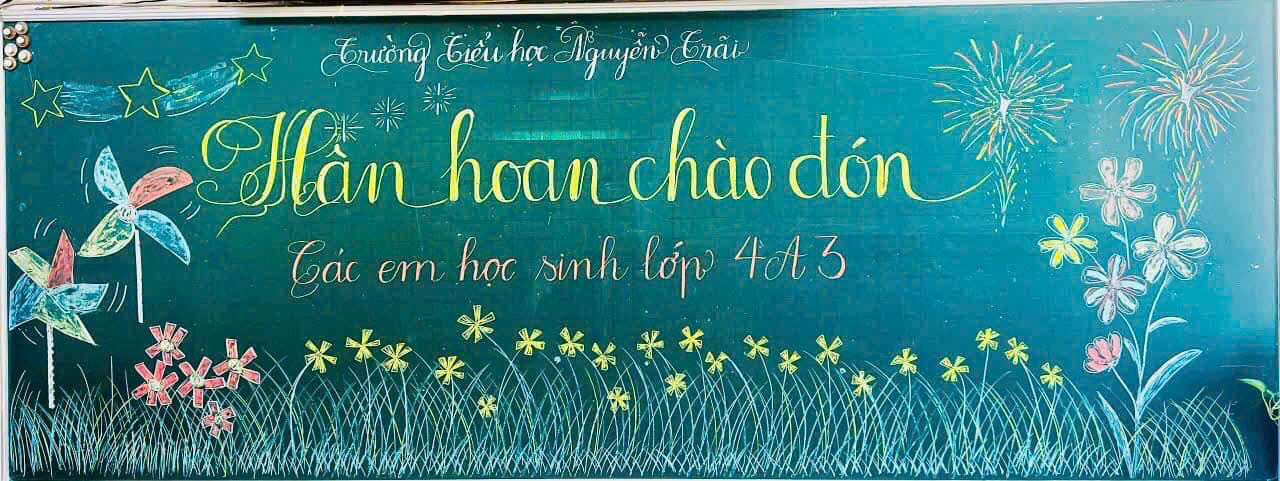 Trường Tiểu học Nguyễn Trãi
Hân hoan chào đón
Các em học sinh lớp 4A3